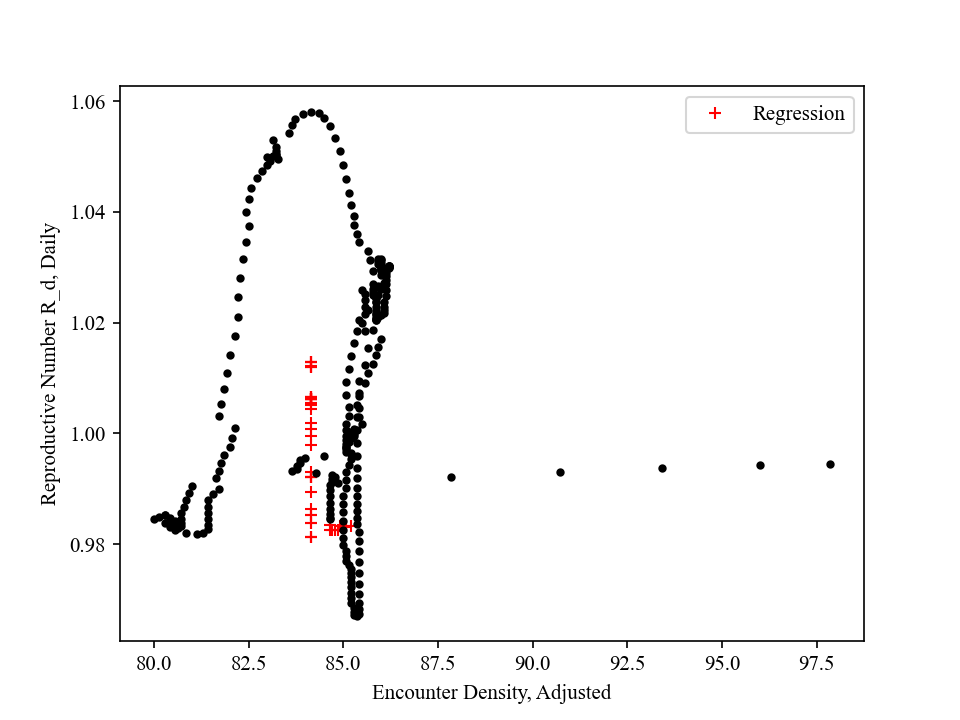 Regression
1.06
1.04
1.02
1.00
0.98
Reproductive Number R_d, Daily
80.0 82.5 85.0 87.5 90.0 92.5 95.0 97.5
Encounter Density, Adjusted